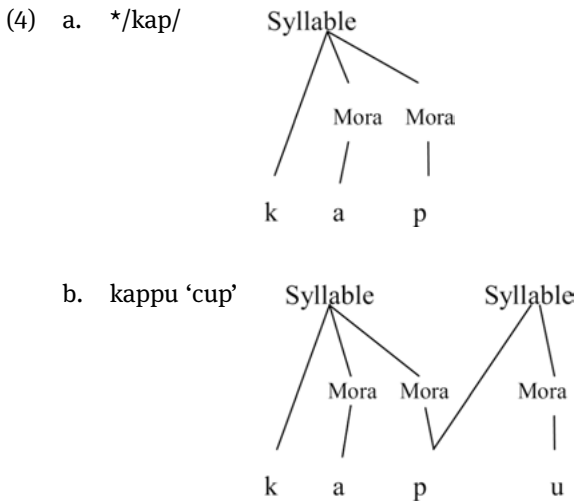 (4) a. */kap/ Syllable
Mora Mora
k a p
b. kappu ‘cup’ Syllable Syllable
Mora Mora Mora
k a p u